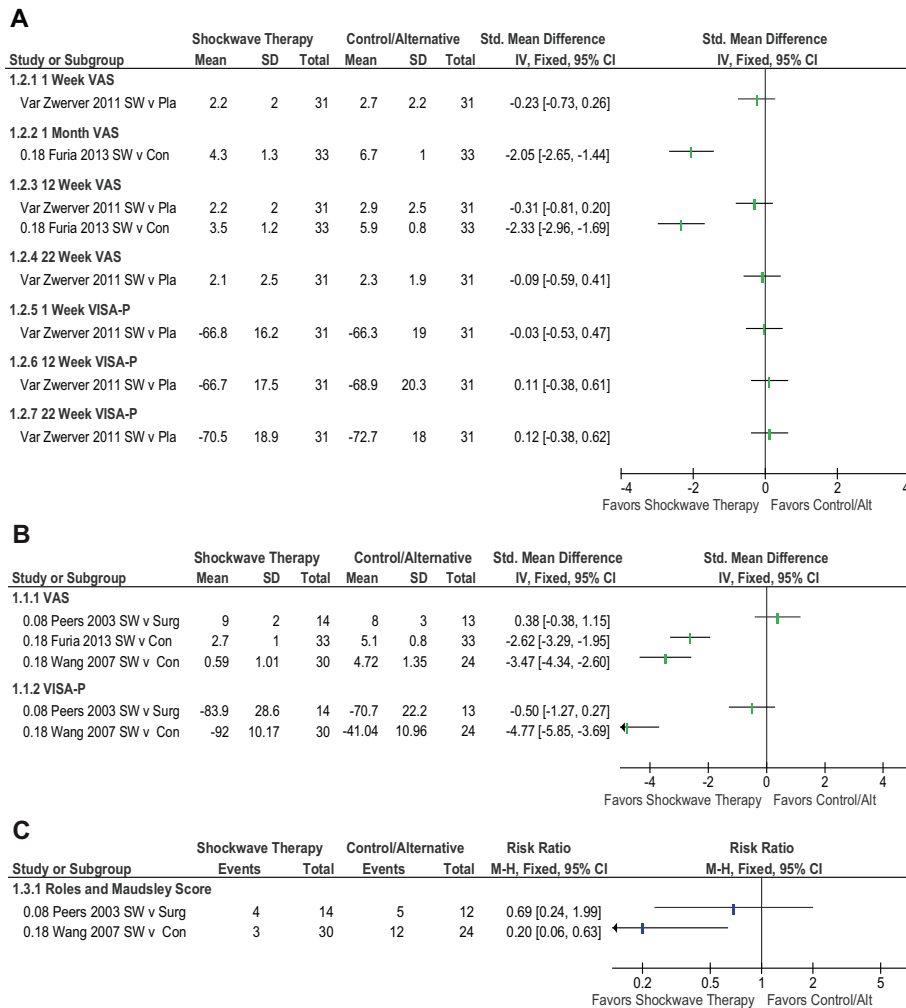 A
Shockwave Therapy Control/Alternative Std. Mean Difference Std. Mean Difference
Study or Subgroup Mean SD Total Mean SD Total IV, Fixed, 95% CI IV, Fixed, 95% CI
1.2.1 1 Week VAS
Var Zwerver 2011 SW v Pla 2.2 2 31 2.7 2.2 31 -0.23 [-0.73, 0.26]
1.2.2 1 Month VAS
0.18 Furia 2013 SW v Con 4.3 1.3 33 6.7 1 33 -2.05 [-2.65, -1.44]
1.2.3 12 Week VAS
Var Zwerver 2011 SW v Pla 2.2 2 31 2.9 2.5 31 -0.31 [-0.81, 0.20]
0.18 Furia 2013 SW v Con 3.5 1.2 33 5.9 0.8 33 -2.33 [-2.96, -1.69]
1.2.4 22 Week VAS
Var Zwerver 2011 SW v Pla 2.1 2.5 31 2.3 1.9 31 -0.09 [-0.59, 0.41]
1.2.5 1 Week VISA-P
Var Zwerver 2011 SW v Pla -66.8 16.2 31 -66.3 19 31 -0.03 [-0.53, 0.47]
1.2.6 12 Week VISA-P
Var Zwerver 2011 SW v Pla -66.7 17.5 31 -68.9 20.3 31 0.11 [-0.38, 0.61]
1.2.7 22 Week VISA-P
Var Zwerver 2011 SW v Pla -70.5 18.9 31 -72.7 18 31 0.12 [-0.38, 0.62]
-4 -2 0 2 4
Favors Shockwave Therapy Favors Control/Alt
B
Shockwave Therapy Control/Alternative Std. Mean Difference Std. Mean Difference
Study or Subgroup Mean SD Total Mean SD Total IV, Fixed, 95% CI IV, Fixed, 95% CI
1.1.1 VAS
0.08 Peers 2003 SW v Surg 9 2 14 8 3 13 0.38 [-0.38, 1.15]
0.18 Furia 2013 SW v Con 2.7 1 33 5.1 0.8 33 -2.62 [-3.29, -1.95]
0.18 Wang 2007 SW v Con 0.59 1.01 30 4.72 1.35 24 -3.47 [-4.34, -2.60]
1.1.2 VISA-P
0.08 Peers 2003 SW v Surg -83.9 28.6 14 -70.7 22.2 13 -0.50 [-1.27, 0.27]
0.18 Wang 2007 SW v Con -92 10.17 30 -41.04 10.96 24 -4.77 [-5.85, -3.69]
-4 -2 0 2 4
Favors Shockwave Therapy Favors Control/Alt
C
Shockwave Therapy Control/Alternative Risk Ratio Risk Ratio
Study or Subgroup Events Total Events Total M-H, Fixed, 95% CI M-H, Fixed, 95% CI
1.3.1 Roles and Maudsley Score
0.08 Peers 2003 SW v Surg 4 14 5 12 0.69 [0.24, 1.99]
0.18 Wang 2007 SW v Con 3 30 12 24 0.20 [0.06, 0.63]
0.2 0.5 1 2 5
Favors Shockwave Therapy Favors Control/Alt